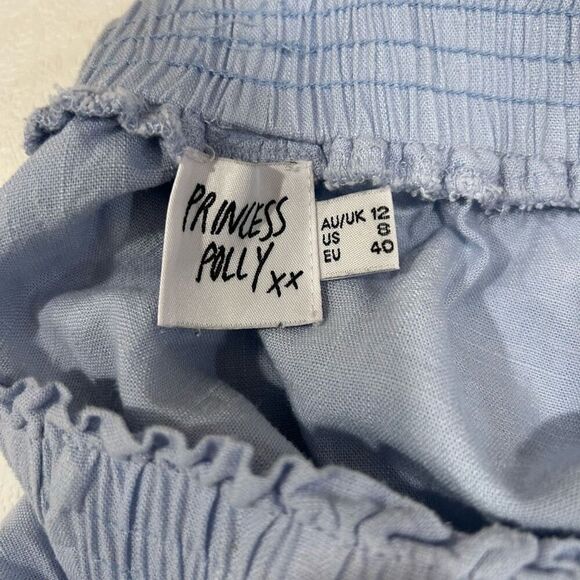 PRINCESS
POLLY xx
AU/UK 12
US 8
EU 40